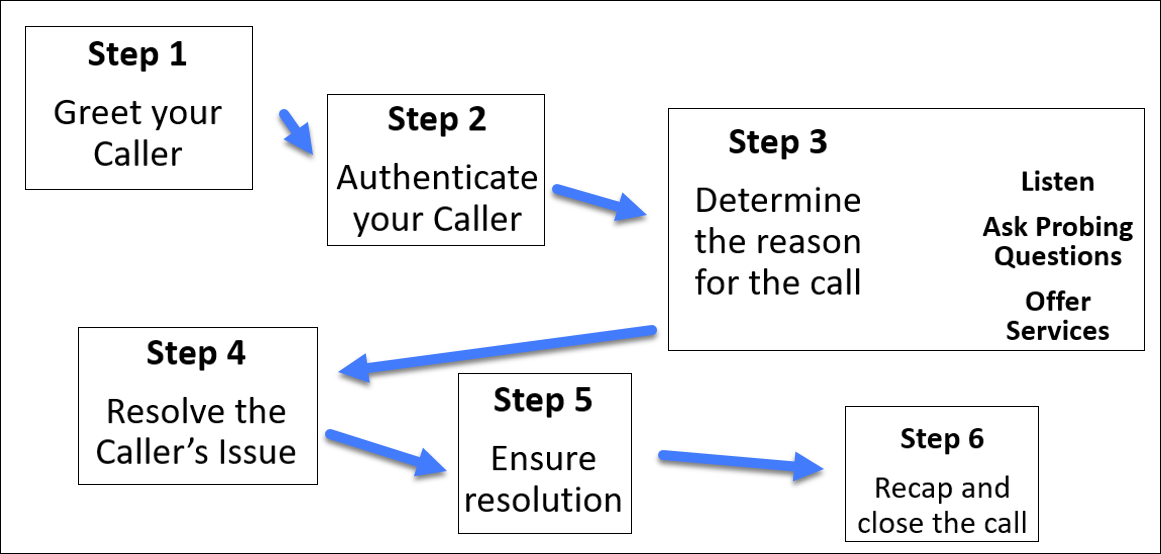 Step 1
Greet your
Caller
Step 2
Authenticate
your Caller
Step 3
Determine
the reason
for the call
Listen
Ask Probing
Questions
Offer
Services
Step 4
Resolve the
Caller’s Issue
Step 5
Ensure
resolution
Step 6
Recap and
close the call